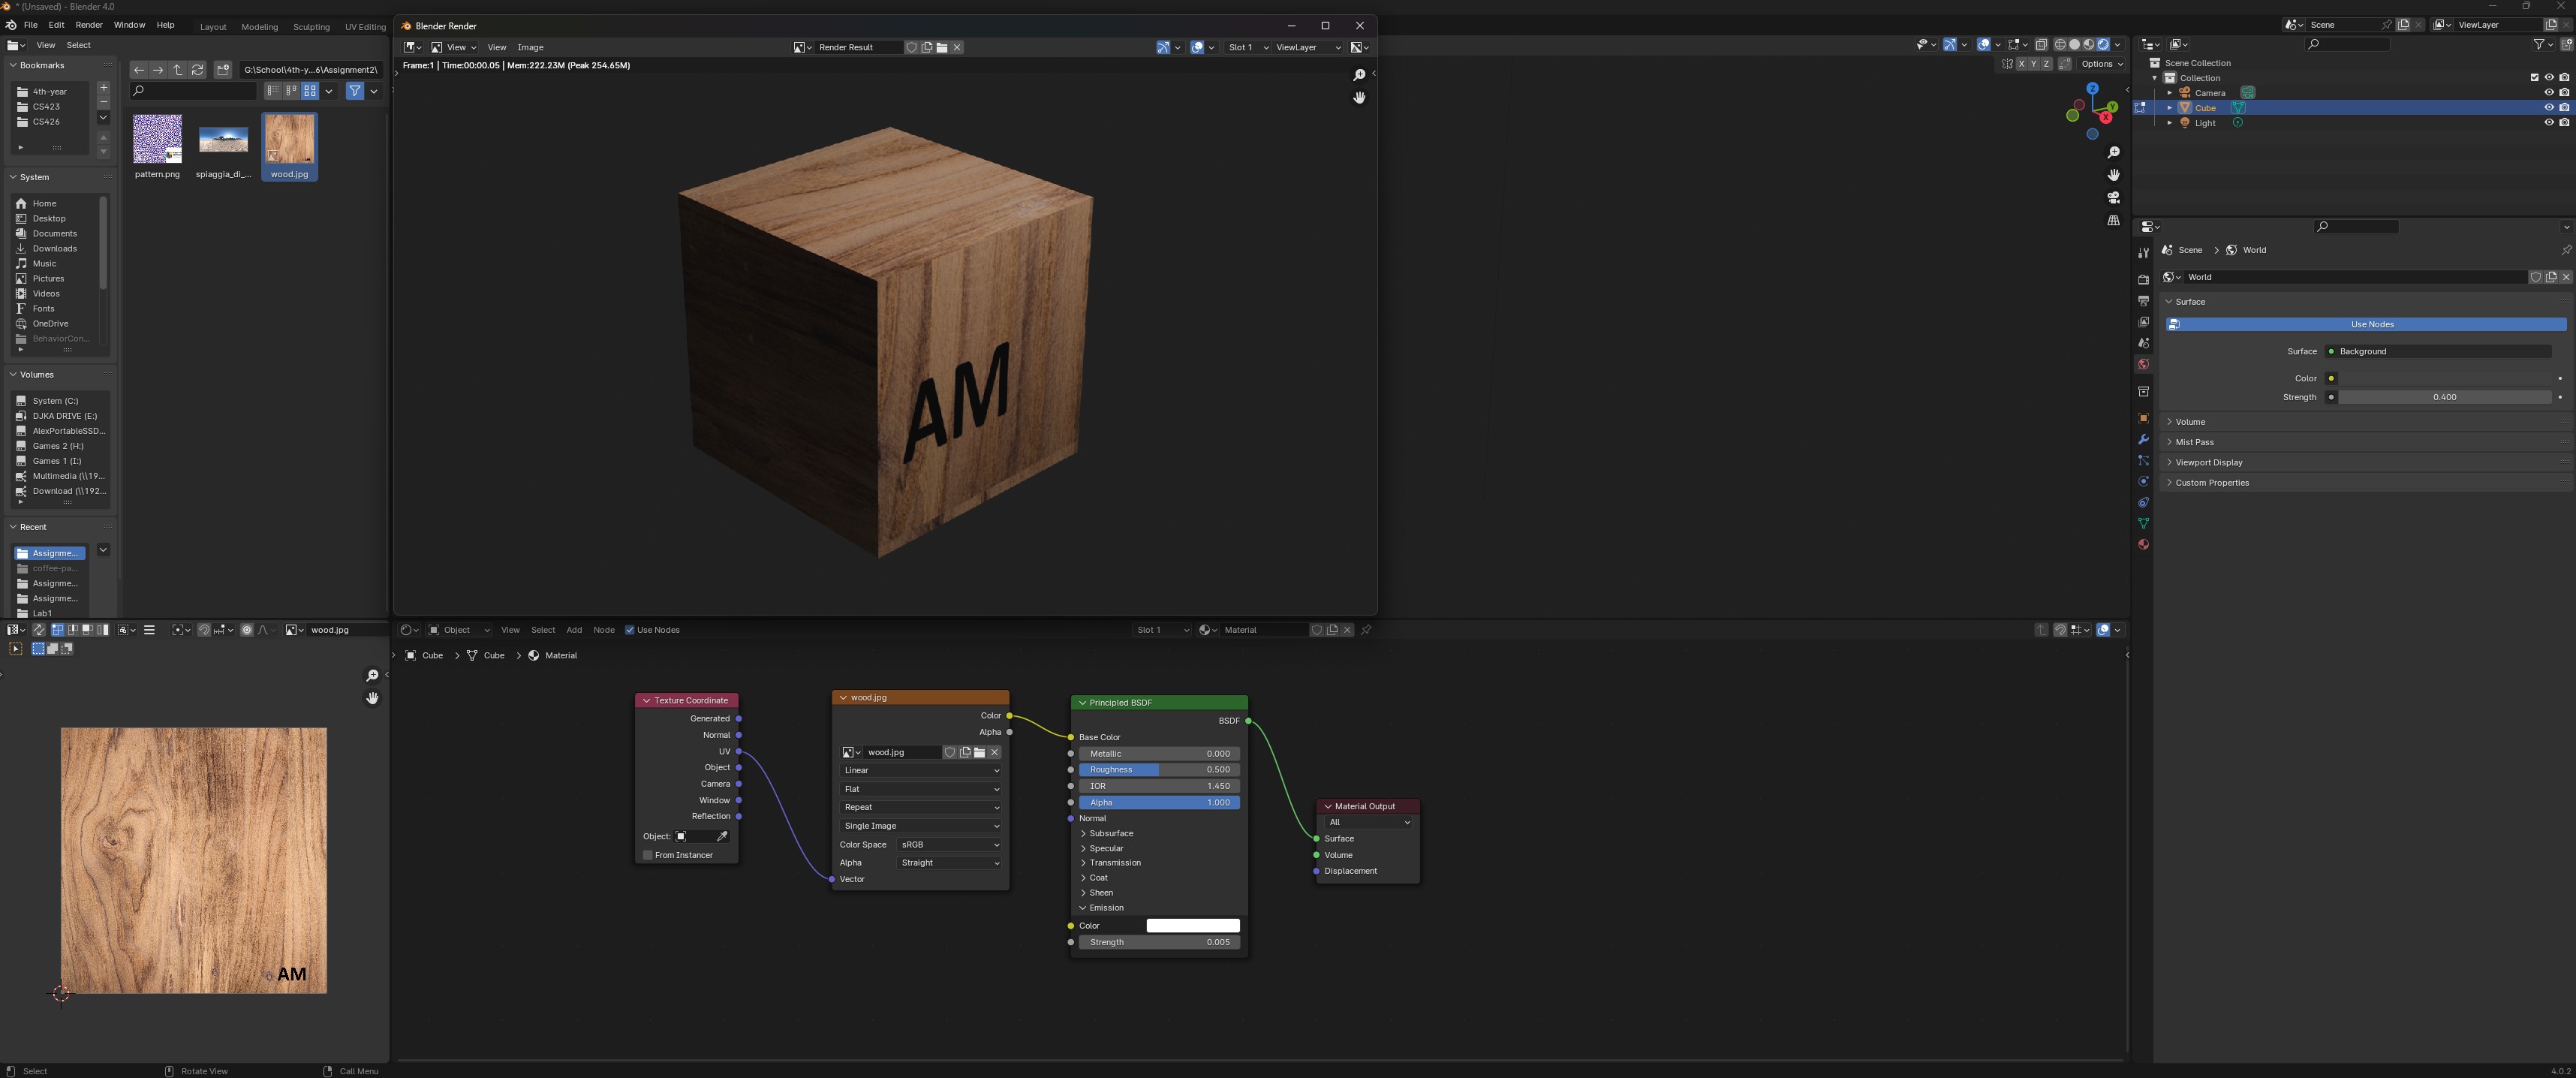 * (Unsaved) - Blender 4.0
File Edit Render Window Help
Layout Modeling Sculpting UV Editing
Scene
ViewLayer
View Select
Bookmarks
4th-year
CS423
CS426
System
Home
Desktop
Documents
Downloads
Music
Pictures
Videos
Fonts
OneDrive
BehaviorCon...
Volumes
System (C:)
DJKA DRIVE (E:)
AlexPortableSSD...
Games 2 (H:)
Games 1 (I:)
Multimedia (\\19...
Download (\\192...
Recent
Assignme...
coffee-pa...
Assignme...
Assignme...
Lab1
G:\School\4th-y...6\Assignment2\
pattern.png
spiaggia_di_...
wood.jpg
Blender Render
View View Image
Render Result
Slot 1
ViewLayer
Frame:1 | Time:00:00.05 | Mem:222.23M (Peak 254.65M)
AM
X Y Z
Options
Z
Y
X
Scene Collection
Collection
Camera
Cube
Light
Scene > World
World
Surface
Use Nodes
Surface Background
Color
Strength 0.400
Volume
Mist Pass
Viewport Display
Custom Properties
wood.jpg
AM
Object View Select Add Node Use Nodes
Slot 1
Material
Cube > Cube > Material
Texture Coordinate
Generated
Normal
UV
Object
Camera
Window
Reflection
Object:
From Instancer
wood.jpg
Color
Alpha
wood.jpg
Linear
Flat
Repeat
Single Image
Color Space sRGB
Alpha Straight
Vector
Principled BSDF
BSDF
Base Color
Metallic 0.000
Roughness 0.500
IOR 1.450
Alpha 1.000
Normal
Subsurface
Specular
Transmission
Coat
Sheen
Emission
Color
Strength 0.005
Material Output
All
Surface
Volume
Displacement
Select
Rotate View
Call Menu
4.0.2